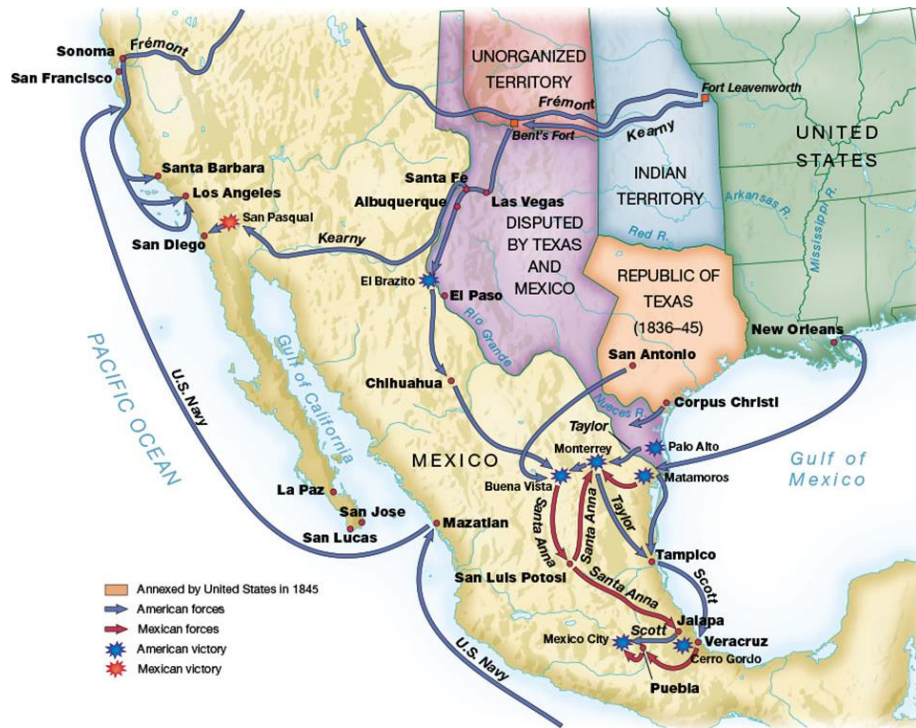 Sonoma
Frémont
San Francisco
UNORGANIZED
TERRITORY
Fort Leavenworth
Frémont
Bent's Fort
Kearny
UNITED
STATES
Santa Barbara
Los Angeles
Santa Fe
Albuquerque
Las Vegas
INDIAN
TERRITORY
Arkansas R.
Mississippi R.
San Pasqual
San Diego
Kearny
DISPUTED
BY TEXAS
AND
MEXICO
Red R.
El Brazito
El Paso
REPUBLIC OF
TEXAS
(1836–45)
Rio Grande
New Orleans
San Antonio
PACIFIC OCEAN
Gulf of
California
U.S. Navy
Chihuahua
Nueces R.
Corpus Christi
Taylor
Monterrey
Palo Alto
MEXICO
Buena Vista
Matamoros
Gulf of
Mexico
La Paz
San Jose
San Lucas
Mazatlan
Santa Anna
Santa Anna
Taylor
Tampico
San Luis Potosi
Santa Anna
Scott
Jalapa
Scott
Mexico City
Veracruz
Cerro Gordo
Puebla
U.S. Navy
Annexed by United States in 1845
American forces
Mexican forces
American victory
Mexican victory